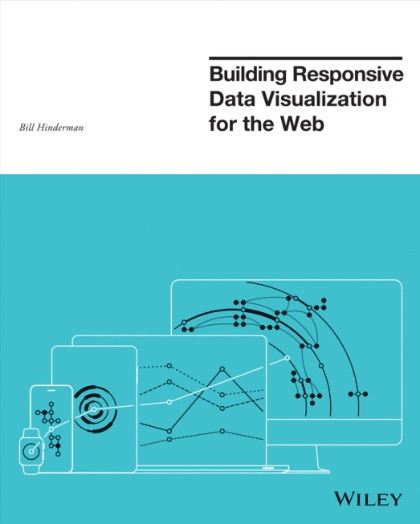 Building Responsive
Data Visualization
for the Web
Bill Hinderman
WILEY